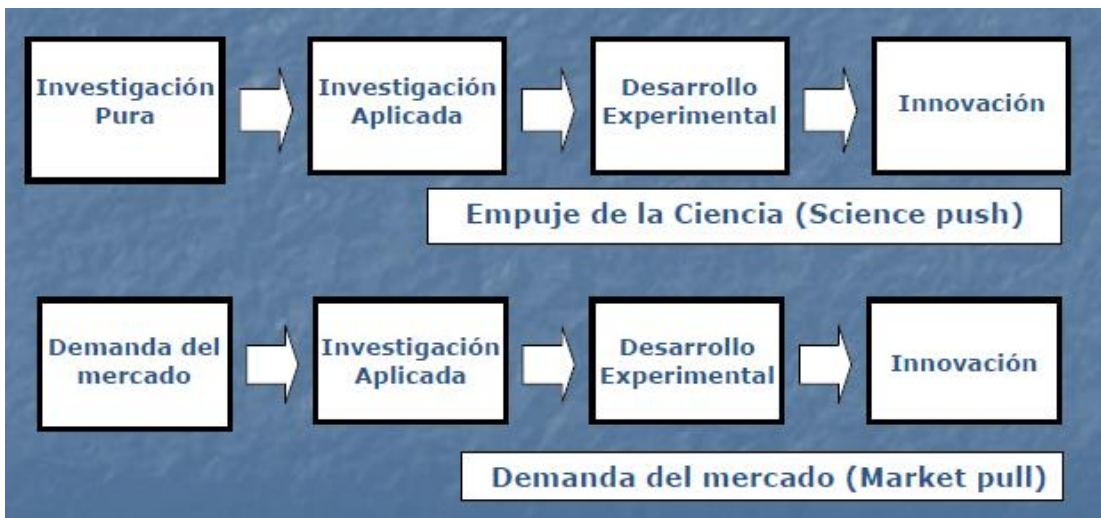 Investigación
Pura
Investigación
Aplicada
Desarrollo
Experimental
Innovación
Empuje de la Ciencia (Science push)
Demanda del
mercado
Investigación
Aplicada
Desarrollo
Experimental
Innovación
Demanda del mercado (Market pull)